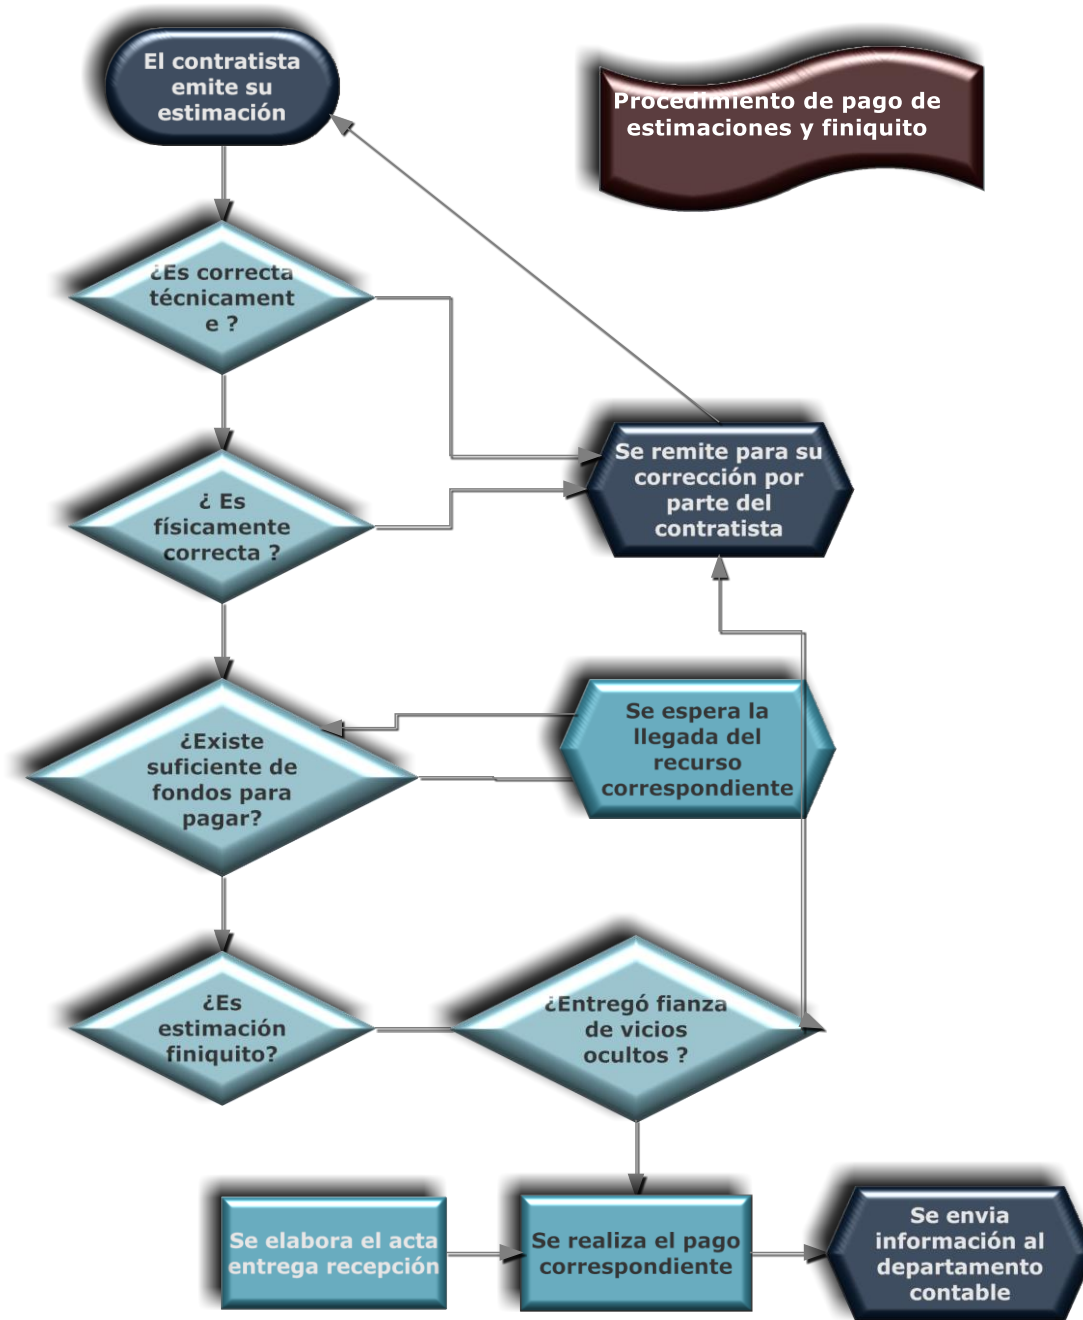 El contratista
emite su
estimación
Procedimiento de pago de
estimaciones y finiquito
¿Es correcta
técnicament
e ?
Se remite para su
corrección por
parte del
contratista
¿ Es
físicamente
correcta ?
¿Existe
suficiente de
fondos para
pagar?
Se espera la
llegada del
recurso
correspondiente
¿Es
estimación
finiquito?
¿Entregó fianza
de vicios
ocultos ?
Se elabora el acta
entrega recepción
Se realiza el pago
correspondiente
Se envia
información al
departamento
contable